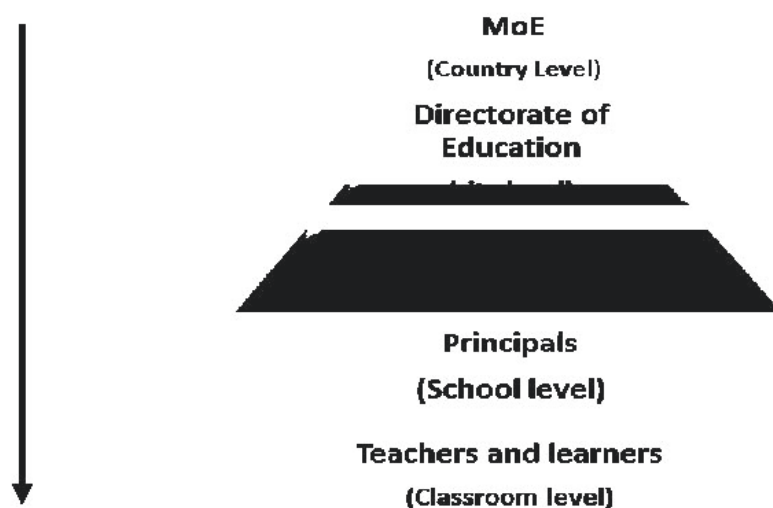 MoE
(Country Level)
Directorate of
Education
Principals
(School level)
Teachers and learners
(Classroom level)